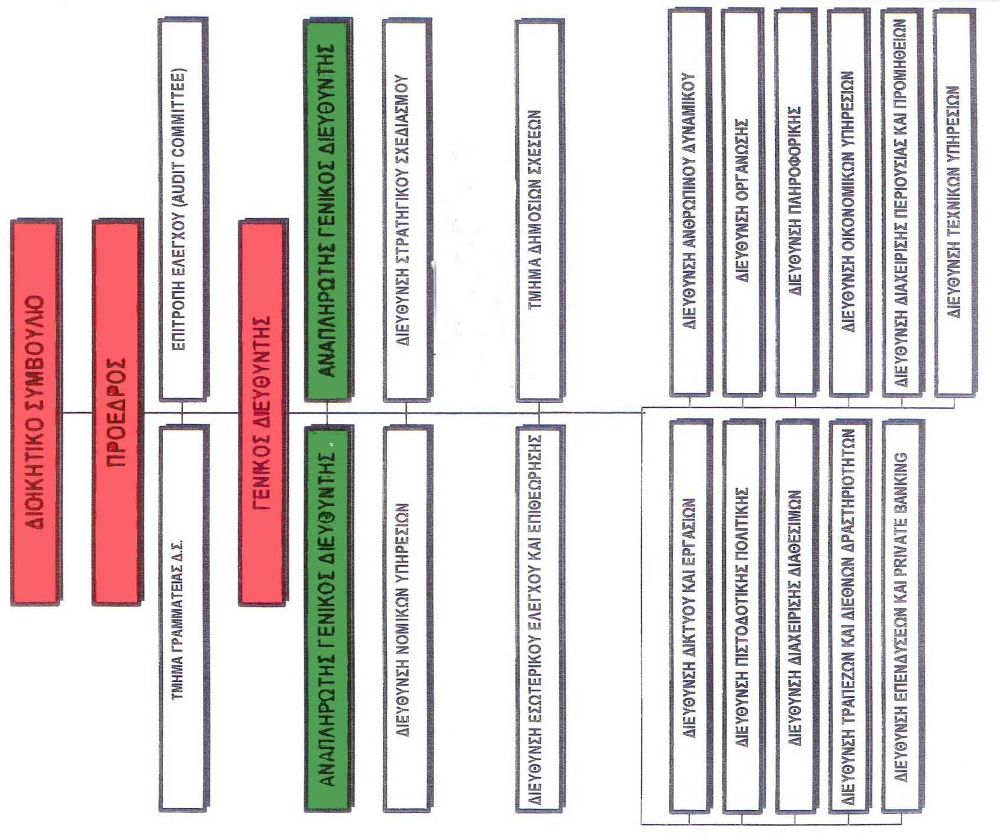 ΔΙΟΙΚΗΤΙΚΟ ΣΥΜΒΟΥΛΙΟ
ΠΡΟΕΔΡΟΣ
ΤΜΗΜΑ ΓΡΑΜΜΑΤΕΙΑΣ Δ.Σ.
ΕΠΙΤΡΟΠΗ ΕΛΕΓΧΟΥ (AUDIT COMMITTEE)
ΓΕΝΙΚΟΣ ΔΙΕΥΘΥΝΤΗΣ
ΑΝΑΠΛΗΡΩΤΗΣ ΓΕΝΙΚΟΣ ΔΙΕΥΘΥΝΤΗΣ
ΑΝΑΠΛΗΡΩΤΗΣ ΓΕΝΙΚΟΣ ΔΙΕΥΘΥΝΤΗΣ
ΔΙΕΥΘΥΝΣΗ ΝΟΜΙΚΩΝ ΥΠΗΡΕΣΙΩΝ
ΔΙΕΥΘΥΝΣΗ ΣΤΡΑΤΗΓΙΚΟΥ ΣΧΕΔΙΑΣΜΟΥ
ΔΙΕΥΘΥΝΣΗ ΕΣΩΤΕΡΙΚΟΥ ΕΛΕΓΧΟΥ ΚΑΙ ΕΠΙΘΕΩΡΗΣΗΣ
ΤΜΗΜΑ ΔΗΜΟΣΙΩΝ ΣΧΕΣΕΩΝ
ΔΙΕΥΘΥΝΣΗ ΔΙΚΤΥΟΥ ΚΑΙ ΕΡΓΑΣΙΩΝ
ΔΙΕΥΘΥΝΣΗ ΠΙΣΤΟΔΟΤΙΚΗΣ ΠΟΛΙΤΙΚΗΣ
ΔΙΕΥΘΥΝΣΗ ΔΙΑΧΕΙΡΙΣΗΣ ΔΙΑΘΕΣΙΜΩΝ
ΔΙΕΥΘΥΝΣΗ ΤΡΑΠΕΖΩΝ ΚΑΙ ΔΙΕΘΝΩΝ ΔΡΑΣΤΗΡΙΟΤΗΤΩΝ
ΔΙΕΥΘΥΝΣΗ ΕΠΕΝΔΥΣΕΩΝ ΚΑΙ PRIVATE BANKING
ΔΙΕΥΘΥΝΣΗ ΑΝΘΡΩΠΙΝΟΥ ΔΥΝΑΜΙΚΟΥ
ΔΙΕΥΘΥΝΣΗ ΟΡΓΑΝΩΣΗΣ
ΔΙΕΥΘΥΝΣΗ ΠΛΗΡΟΦΟΡΙΚΗΣ
ΔΙΕΥΘΥΝΣΗ ΟΙΚΟΝΟΜΙΚΩΝ ΥΠΗΡΕΣΙΩΝ
ΔΙΕΥΘΥΝΣΗ ΔΙΑΧΕΙΡΙΣΗΣ ΠΕΡΙΟΥΣΙΑΣ ΚΑΙ ΠΡΟΜΗΘΕΙΩΝ
ΔΙΕΥΘΥΝΣΗ ΤΕΧΝΙΚΩΝ ΥΠΗΡΕΣΙΩΝ